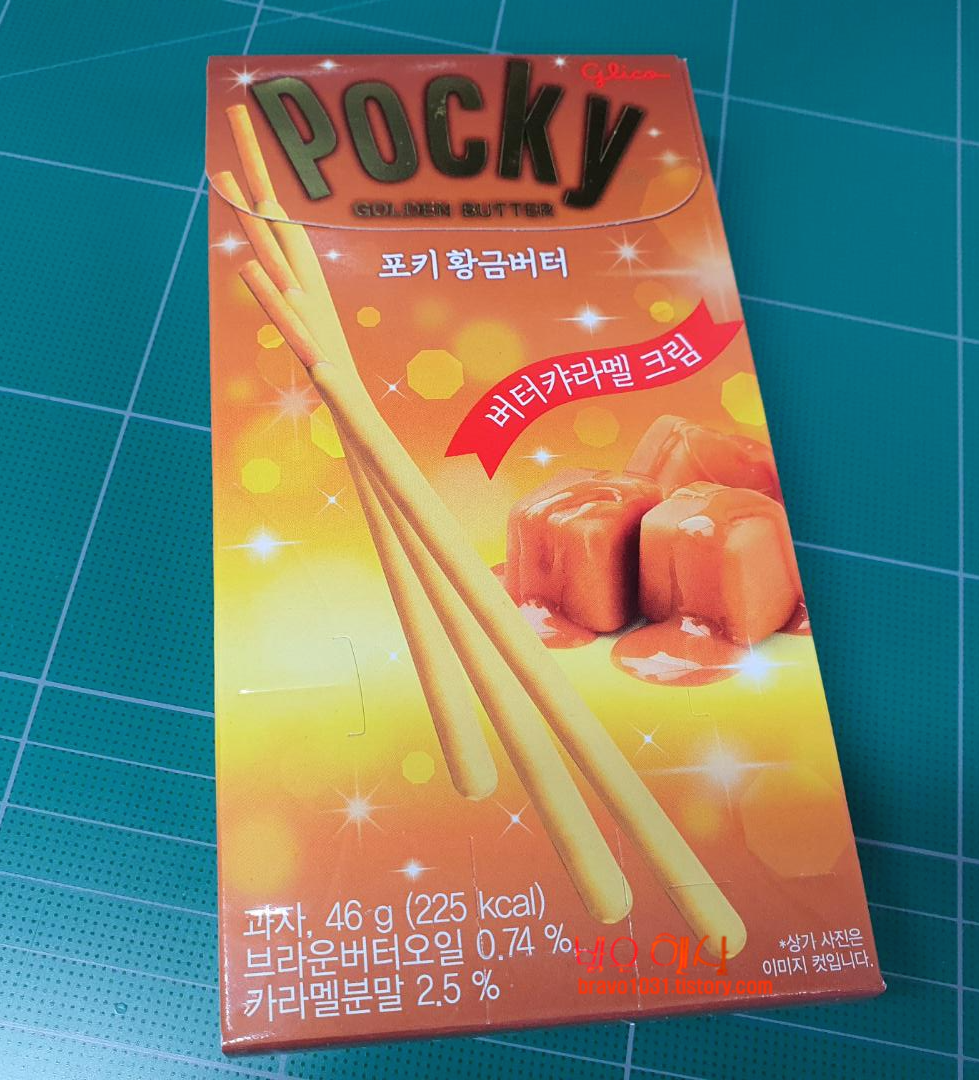 Glico
Pocky
GOLDEN BUTTER
포키 황금버터
버터캬라멜 크림
과자, 46 g (225 kcal)
브라운버터오일 0.74 %,
카라멜분말 2.5 %
*상기 사진은
이미지 컷입니다.
bravo1031.tistory.com